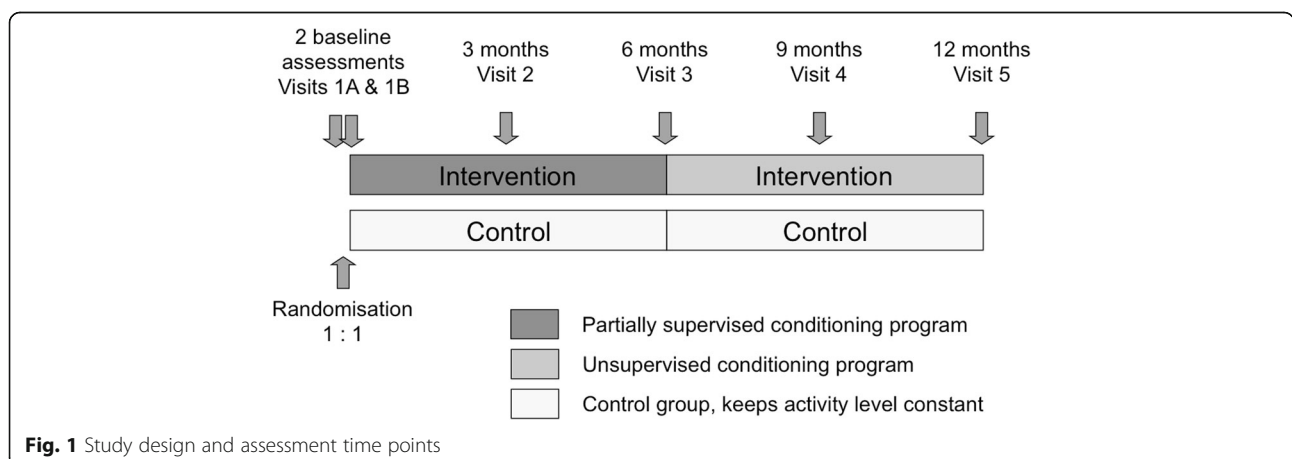 2 baseline
assessments
Visits 1A & 1B
3 months
Visit 2
6 months
Visit 3
9 months
Visit 4
12 months
Visit 5
Intervention
Intervention
Control
Control
Randomisation
1 : 1
Partially supervised conditioning program
Unsupervised conditioning program
Control group, keeps activity level constant
Fig. 1 Study design and assessment time points